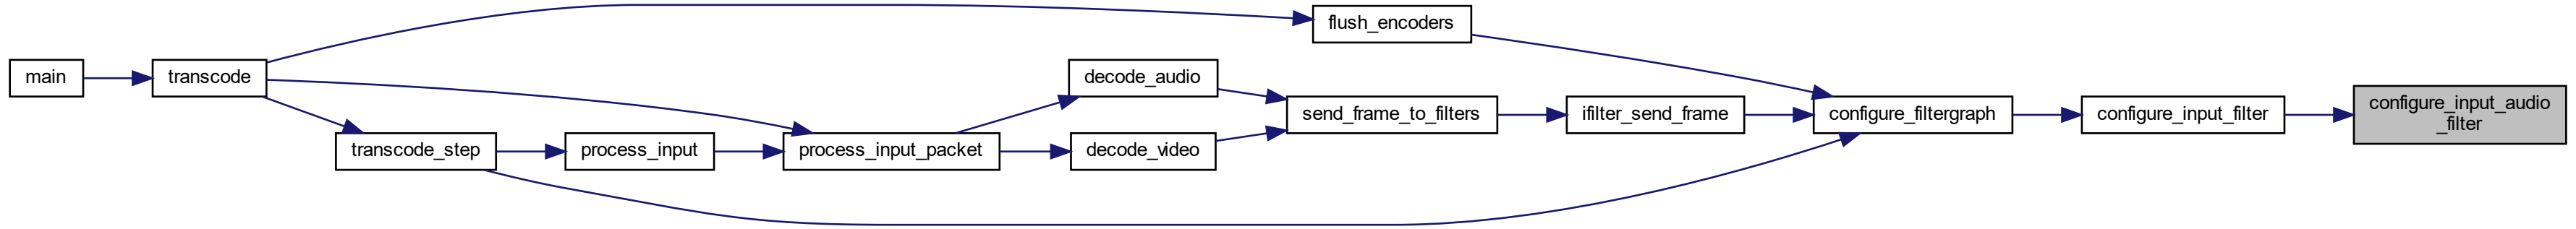 flush_encoders
main
transcode
decode_audio
configure_input_audio
_filter
send_frame_to_filters
ifilter_send_frame
configure_filtergraph
configure_input_filter
transcode_step
process_input
process_input_packet
decode_video